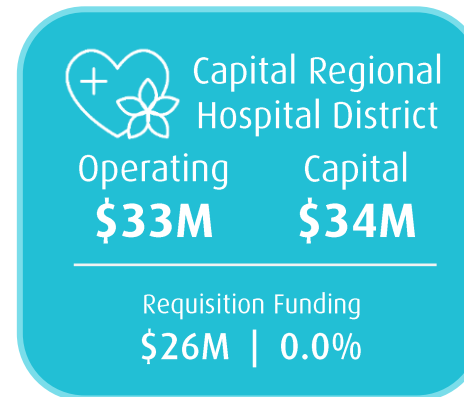 Capital Regional
Hospital District
Operating Capital
$33M $34M
Requisition Funding
$26M | 0.0%